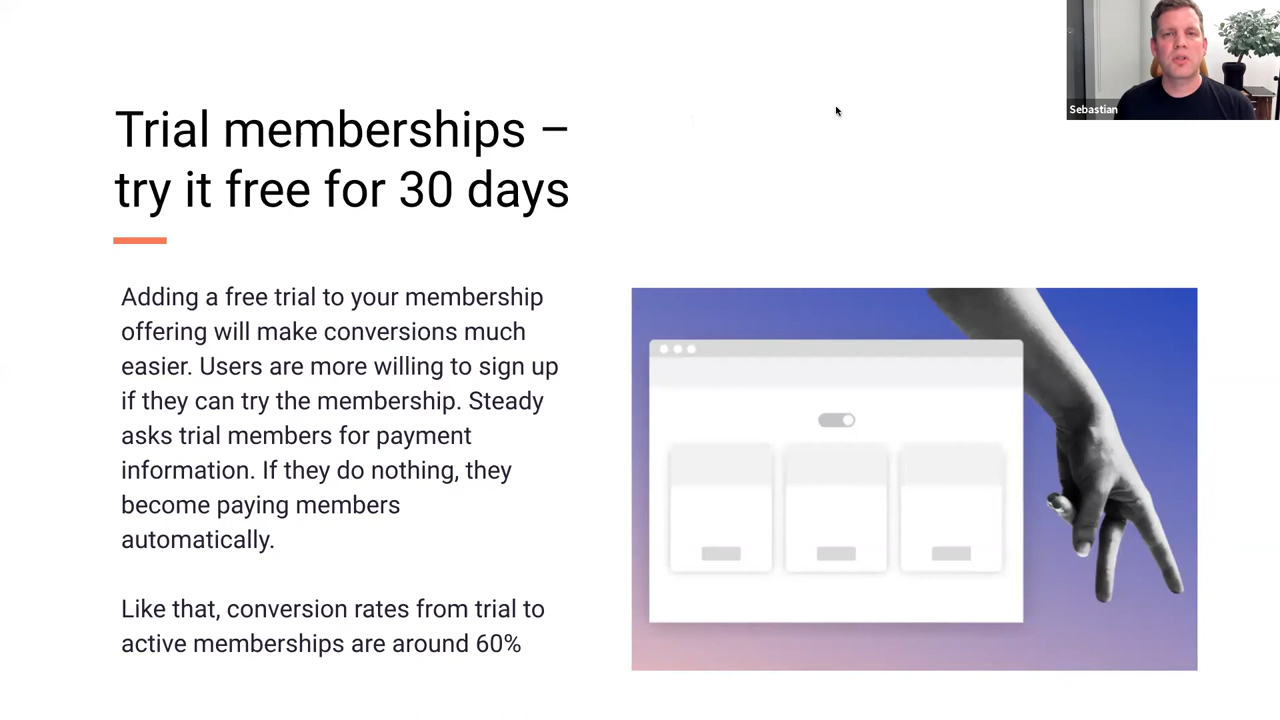 Sebastian
Trial memberships –
try it free for 30 days
Adding a free trial to your membership
offering will make conversions much
easier. Users are more willing to sign up
if they can try the membership. Steady
asks trial members for payment
information. If they do nothing, they
become paying members
automatically.
Like that, conversion rates from trial to
active memberships are around 60%